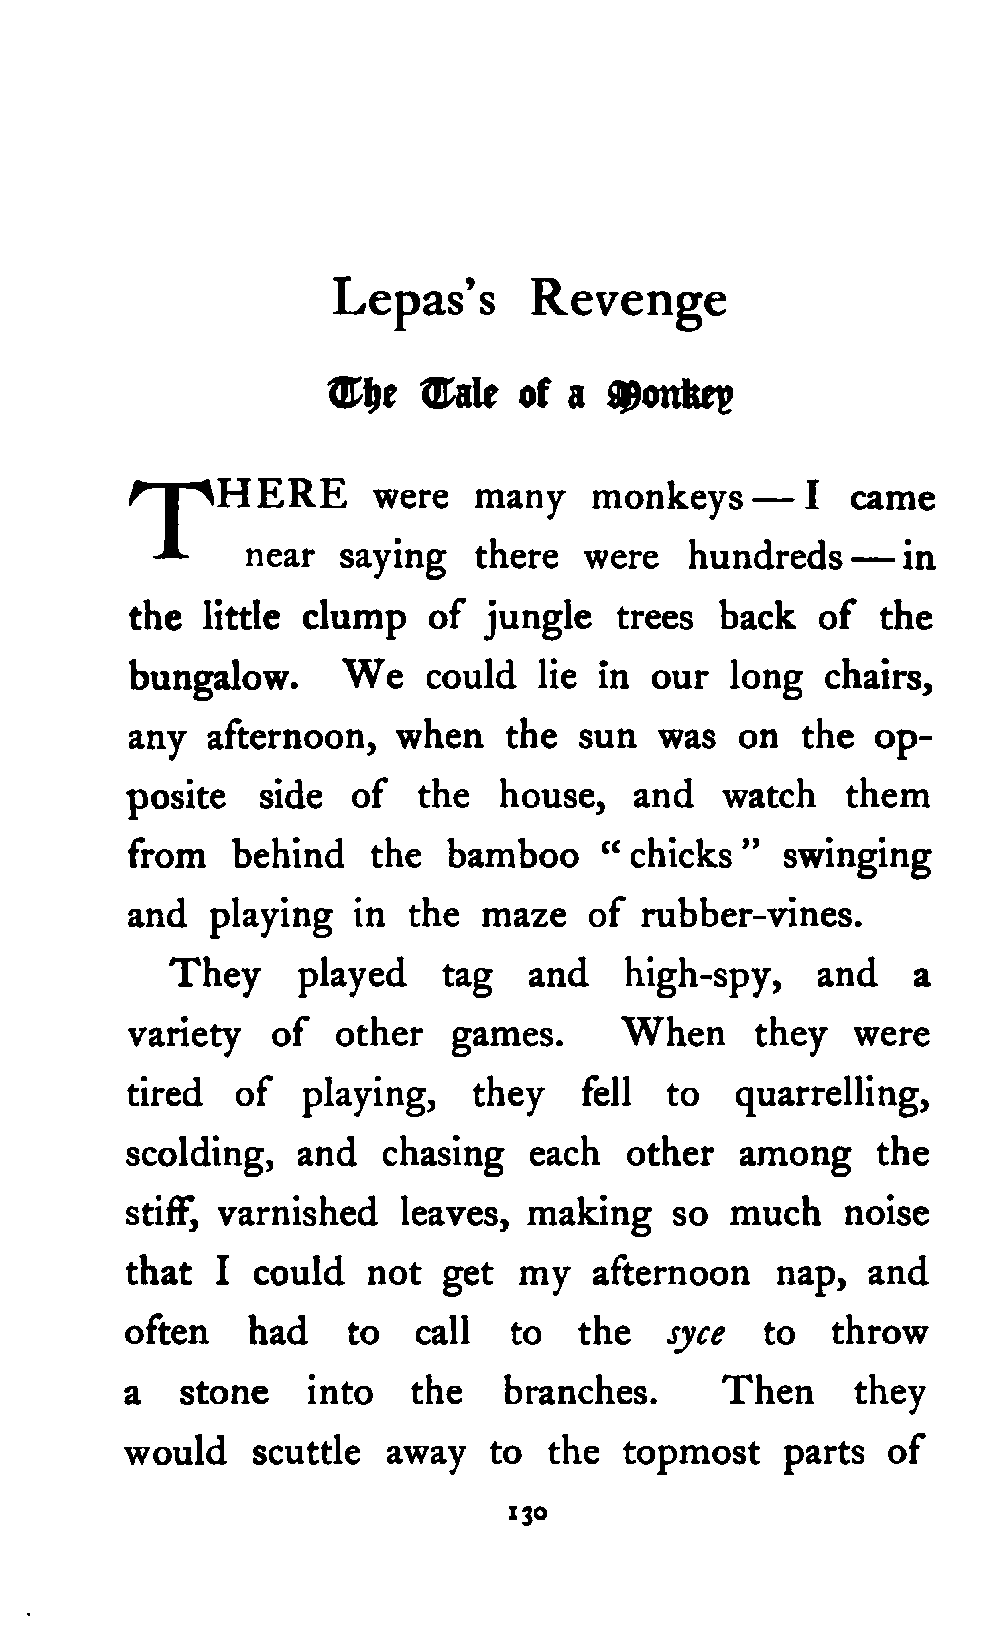 Lepas's Revenge
The Tale of a Monkey
THERE were many monkeys — I came
near saying there were hundreds — in
the little clump of jungle trees back of the
bungalow. We could lie in our long chairs,
any afternoon, when the sun was on the op-
posite side of the house, and watch them
from behind the bamboo "chicks" swinging
and playing in the maze of rubber-vines.
They played tag and high-spy, and a
variety of other games. When they were
tired of playing, they fell to quarrelling,
scolding, and chasing each other among the
stiff, varnished leaves, making so much noise
that I could not get my afternoon nap, and
often had to call to the syce to throw
a stone into the branches. Then they
would scuttle away to the topmost parts of
130